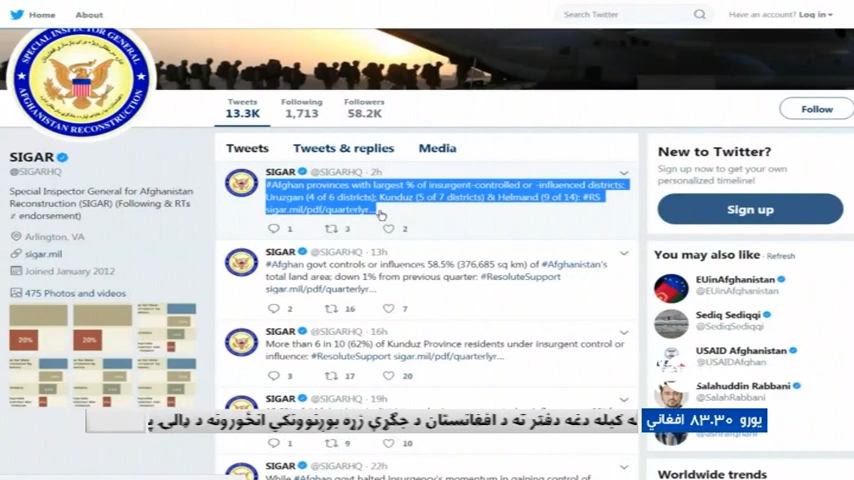 Home About
Search Twitter
Have an account? Log in
SPECIAL INSPECTOR GENERAL
AFGHANISTAN RECONSTRUCTION
Tweets Following Followers
13.3K 1,713 58.2K
Follow
SIGAR
@SIGARHQ
Special Inspector General for Afghanistan
Reconstruction (SIGAR) (Following & RTs
≠ endorsement)
Arlington, VA
sigar.mil
Joined January 2012
475 Photos and videos
20% 20%
Tweets Tweets & replies Media
SIGAR @SIGARHQ · 2h
#Afghan provinces with largest % of insurgent-controlled or -influenced districts:
Uruzgan (4 of 6 districts); Kunduz (5 of 7 districts) & Helmand (9 of 14): #RS
sigar.mil/pdf/quarterlyr...
1 3 2
SIGAR @SIGARHQ · 13h
#Afghan govt controls or influences 58.5% (376,685 sq km) of #Afghanistan's
total land area; down 1% from previous quarter: #ResoluteSupport
sigar.mil/pdf/quarterlyr...
2 16 7
SIGAR @SIGARHQ · 16h
More than 6 in 10 (62%) of Kunduz Province residents under insurgent control or
influence: #ResoluteSupport sigar.mil/pdf/quarterlyr...
3 17 20
SIGAR @SIGARHQ · 19h
1 9 10
SIGAR @SIGARHQ · 22h
While #Afghan govt halted insurgency's momentum in gaining control of
New to Twitter?
Sign up now to get your own
personalized timeline!
Sign up
You may also like · Refresh
EUinAfghanistan
@EUinAfghanistan
Sediq Sediqqi
@SediqSediqqi
USAID Afghanistan
@USAIDAfghan
Salahuddin Rabbani
@SalahRabbani
Worldwide trends
یورو ۸۳.۳۰ افغاني
له کبله دغه دفتر ته د افغانستان د جګړې ژړه بوږنوونکي انځورونه د ډالۍ پ